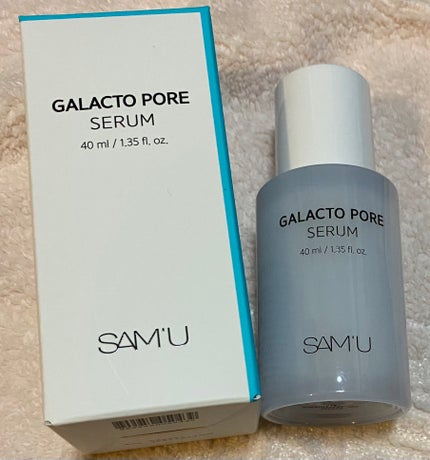 GALACTO PORE
SERUM
40 ml / 1.35 fl. oz.
SAM'U
GALACTO PORE
SERUM
40 ml / 1.35 fl. oz.
SAM'U